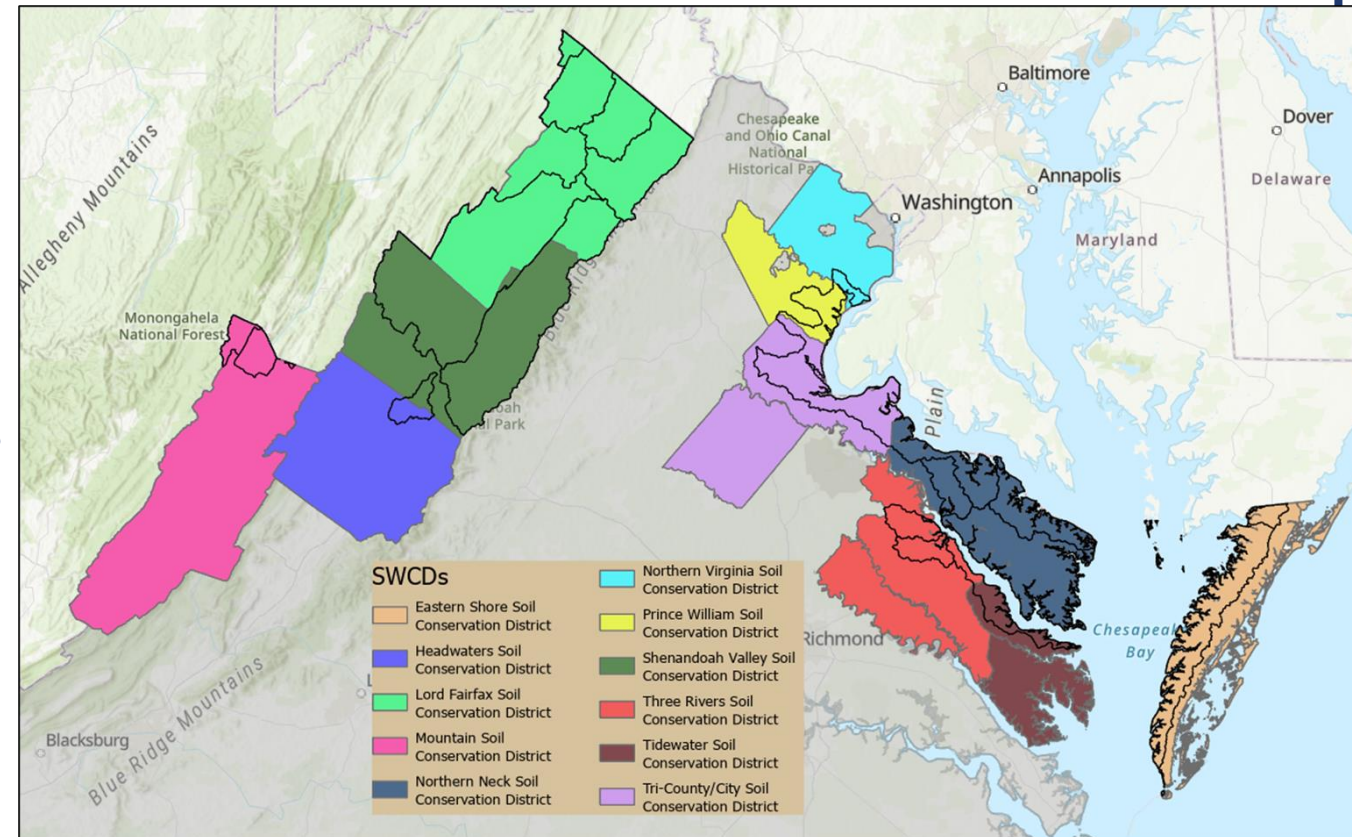 Baltimore
Dover
Chesapeake
and Ohio Canal
National
Historical Pa
Allegheny Mountains
Annapolis
Delaware
Washington
Maryland
Monongahela
National Forest
Plain
al Park
SWCDs
Eastern Shore Soil
Conservation District
Headwaters Soil
Conservation District
Lord Fairfax Soil
Conservation District
Mountain Soil
Conservation District
Northern Neck Soil
Conservation District
Northern Virginia Soil
Conservation District
Prince William Soil
Conservation District
Shenandoah Valley Soil
Conservation District
Three Rivers Soil
Conservation District
Tidewater Soil
Conservation District
Tri-County/City Soil
Conservation District
Richmond
Chesapeak
Bay
Blacksburg
Blue Ridge Mountains